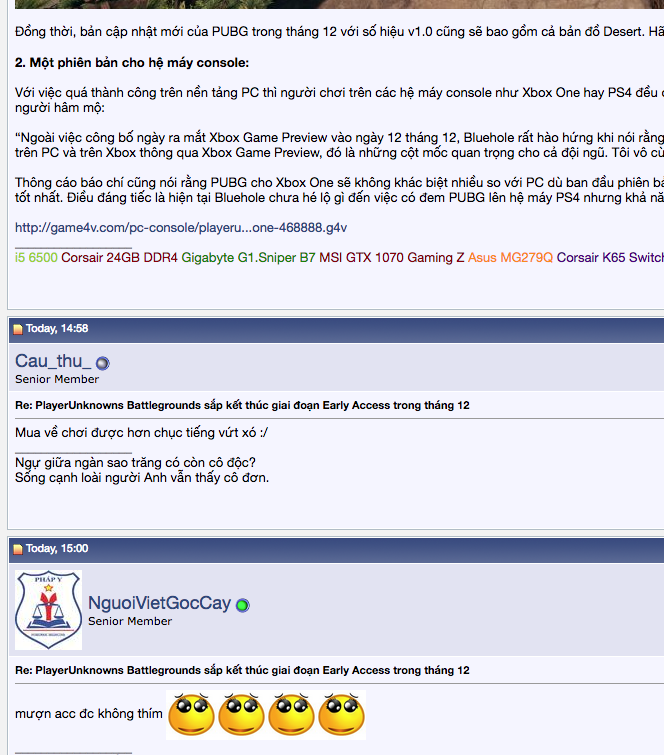 Đồng thời, bản cập nhật mới của PUBG trong tháng 12 với số hiệu v1.0 cũng sẽ bao gồm cả bản đồ Desert. Hã
2. Một phiên bản cho hệ máy console:
Với việc quá thành công trên nền tảng PC thì người chơi trên các hệ máy console như Xbox One hay PS4 đều
người hâm mộ:
“Ngoài việc công bố ngày ra mắt Xbox Game Preview vào ngày 12 tháng 12, Bluehole rất hào hứng khi nói rằng
trên PC và trên Xbox thông qua Xbox Game Preview, đó là những cột mốc quan trọng cho cả đội ngũ. Tôi vô cù
Thông cáo báo chí cũng nói rằng PUBG cho Xbox One sẽ không khác biệt nhiều so với PC dù ban đầu phiên bả
tốt nhất. Điều đáng tiếc là hiện tại Bluehole chưa hé lộ gì đến việc có đem PUBG lên hệ máy PS4 nhưng khả nă
http://game4v.com/pc-console/playeru...one-468888.g4v
i5 6500 Corsair 24GB DDR4 Gigabyte G1.Sniper B7 MSI GTX 1070 Gaming Z Asus MG279Q Corsair K65 Switch
Today, 14:58
Cau_thu_
Senior Member
Re: PlayerUnknowns Battlegrounds sắp kết thúc giai đoạn Early Access trong tháng 12
Mua về chơi được hơn chục tiếng vứt xó :/
Ngự giữa ngàn sao trăng có còn cô độc?
Sống cạnh loài người Anh vẫn thấy cô đơn.
Today, 15:00
PHÁP Y
NguoiVietGocCay
Senior Member
Re: PlayerUnknowns Battlegrounds sắp kết thúc giai đoạn Early Access trong tháng 12
mượn acc đc không thím